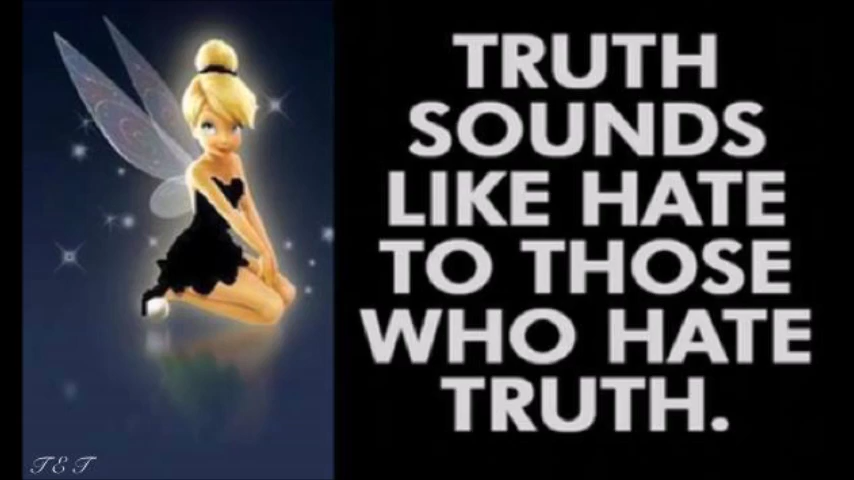 TRUTH
SOUNDS
LIKE HATE
TO THOSE
WHO HATE
TRUTH.
T&T